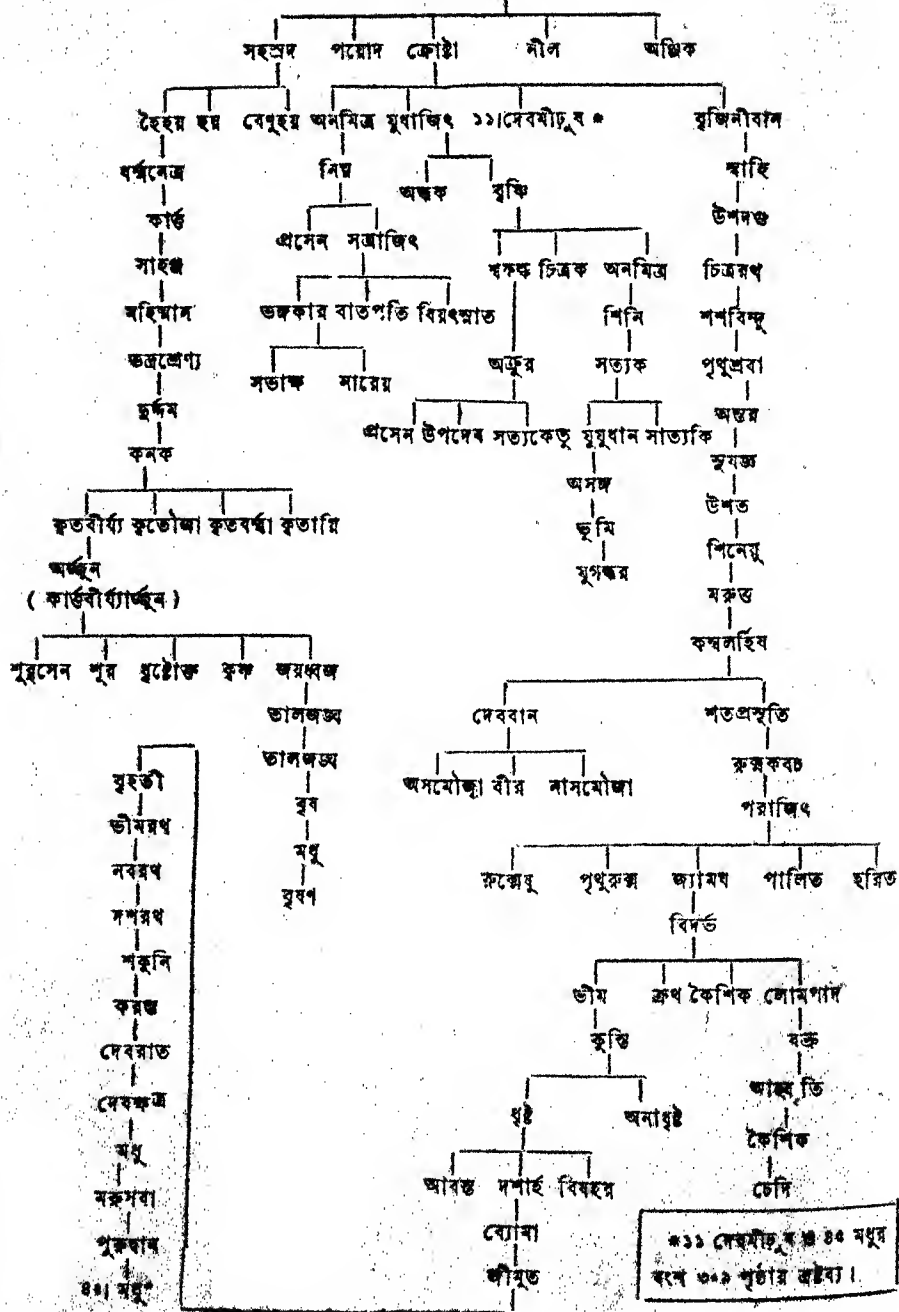 সহস্রদ পয়োদ ক্রোষ্টা নীল অঞ্জিক
হৈহয় হয় বেণুহয় অনমিত্র যুধাজিৎ ১১।দেবমীঢ়ুষ * বৃজিনীবান
ধর্ম্মনেত্র নিঘ্ন অন্ধক বৃষ্ণি স্বাহি
কার্ত্ত উশদগু
প্রসেন সত্রাজিৎ
সাহঞ্জ শ্বফল্ক চিত্রক অনমিত্র চিত্ররথ
মহিষ্মান ভঙ্গকার বাতপতি বিয়ৎস্নাত শিনি শশবিন্দু
ভদ্রশ্রেণ্য অক্রুর সত্যক পৃথুশ্রবা
সভাক্ষ নারেয়
দুর্দ্দম অন্তর
কনক প্রসেন উপদেব সত্যকেতু যুযুধান সাত্যকি সুযজ্ঞ
অসঙ্গ উশত
কৃতবীর্য্য কৃতৌজা কৃতবর্ম্মা কৃতাগ্নি ভূমি শিনেয়ু
অর্জ্জুন যুগন্ধর মরুত্ত
( কার্ত্তবীর্য্যার্জ্জুন )
কম্বলর্হিষ
শূরসেন শূর ধৃষ্টোক্ত কৃষ্ণ জয়ধ্বজ
তালজঙ্ঘ দেববান শতপ্রসূতি
তালজঙ্ঘ রুক্মকবচ
বৃহতী অসমৌজা বীর নাসমৌজা
বৃষ পরাজিৎ
ভীমরথ
মধু
নবরথ রুক্মেষু পৃথুরুক্ম জ্যামঘ পালিত হরিত
বৃষণ
দশরথ বিদর্ভ
শকুনি
ভীম ক্রথ কৈশিক লোমপাদ
করম্ভ
কুন্তি বভ্রু
দেবরাত
আহ্বৃতি
দেবক্ষত্র ধৃষ্ট অনাধৃষ্ট
কৈশিক
মধু
আবন্ত দশার্হ বিষহর চেদি
মরুসবা
ব্যোমা
পুরুদ্বান *১১ দেবমীঢ়ুষ ও ৪৫ মধুর
জীমূত
৪৫। মধু* বংশ ৩০৯ পৃষ্ঠায় দ্রষ্টব্য।